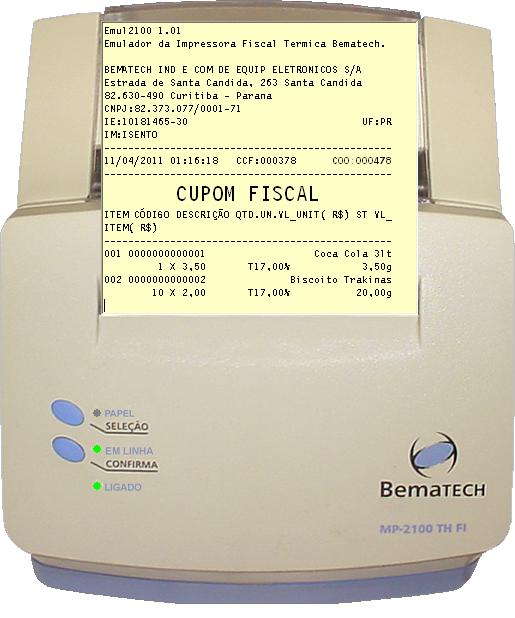 Emul2100 1.01
Emulador da Impressora Fiscal Termica Bematech.
BEMATECH IND E COM DE EQUIP ELETRONICOS S/A
Estrada de Santa Candida, 263 Santa Candida
82.630-490 Curitiba - Parana
CNPJ:82.373.077/0001-71
IE:10181465-30 UF:PR
IM:ISENTO
11/04/2011 01:16:18 CCF:000378 COO:000478
CUPOM FISCAL
ITEM CÓDIGO DESCRIÇÃO QTD.UN.VL_UNIT( R$) ST VL_
ITEM( R$)
001 0000000000001 Coca Cola 3lt
1 X 3,50 T17,00% 3,50g
002 0000000000002 Biscoito Trakinas
10 X 2,00 T17,00% 20,00g
PAPEL
SELEÇÃO
EM LINHA
CONFIRMA
LIGADO
BEMATECH
MP-2100 TH FI